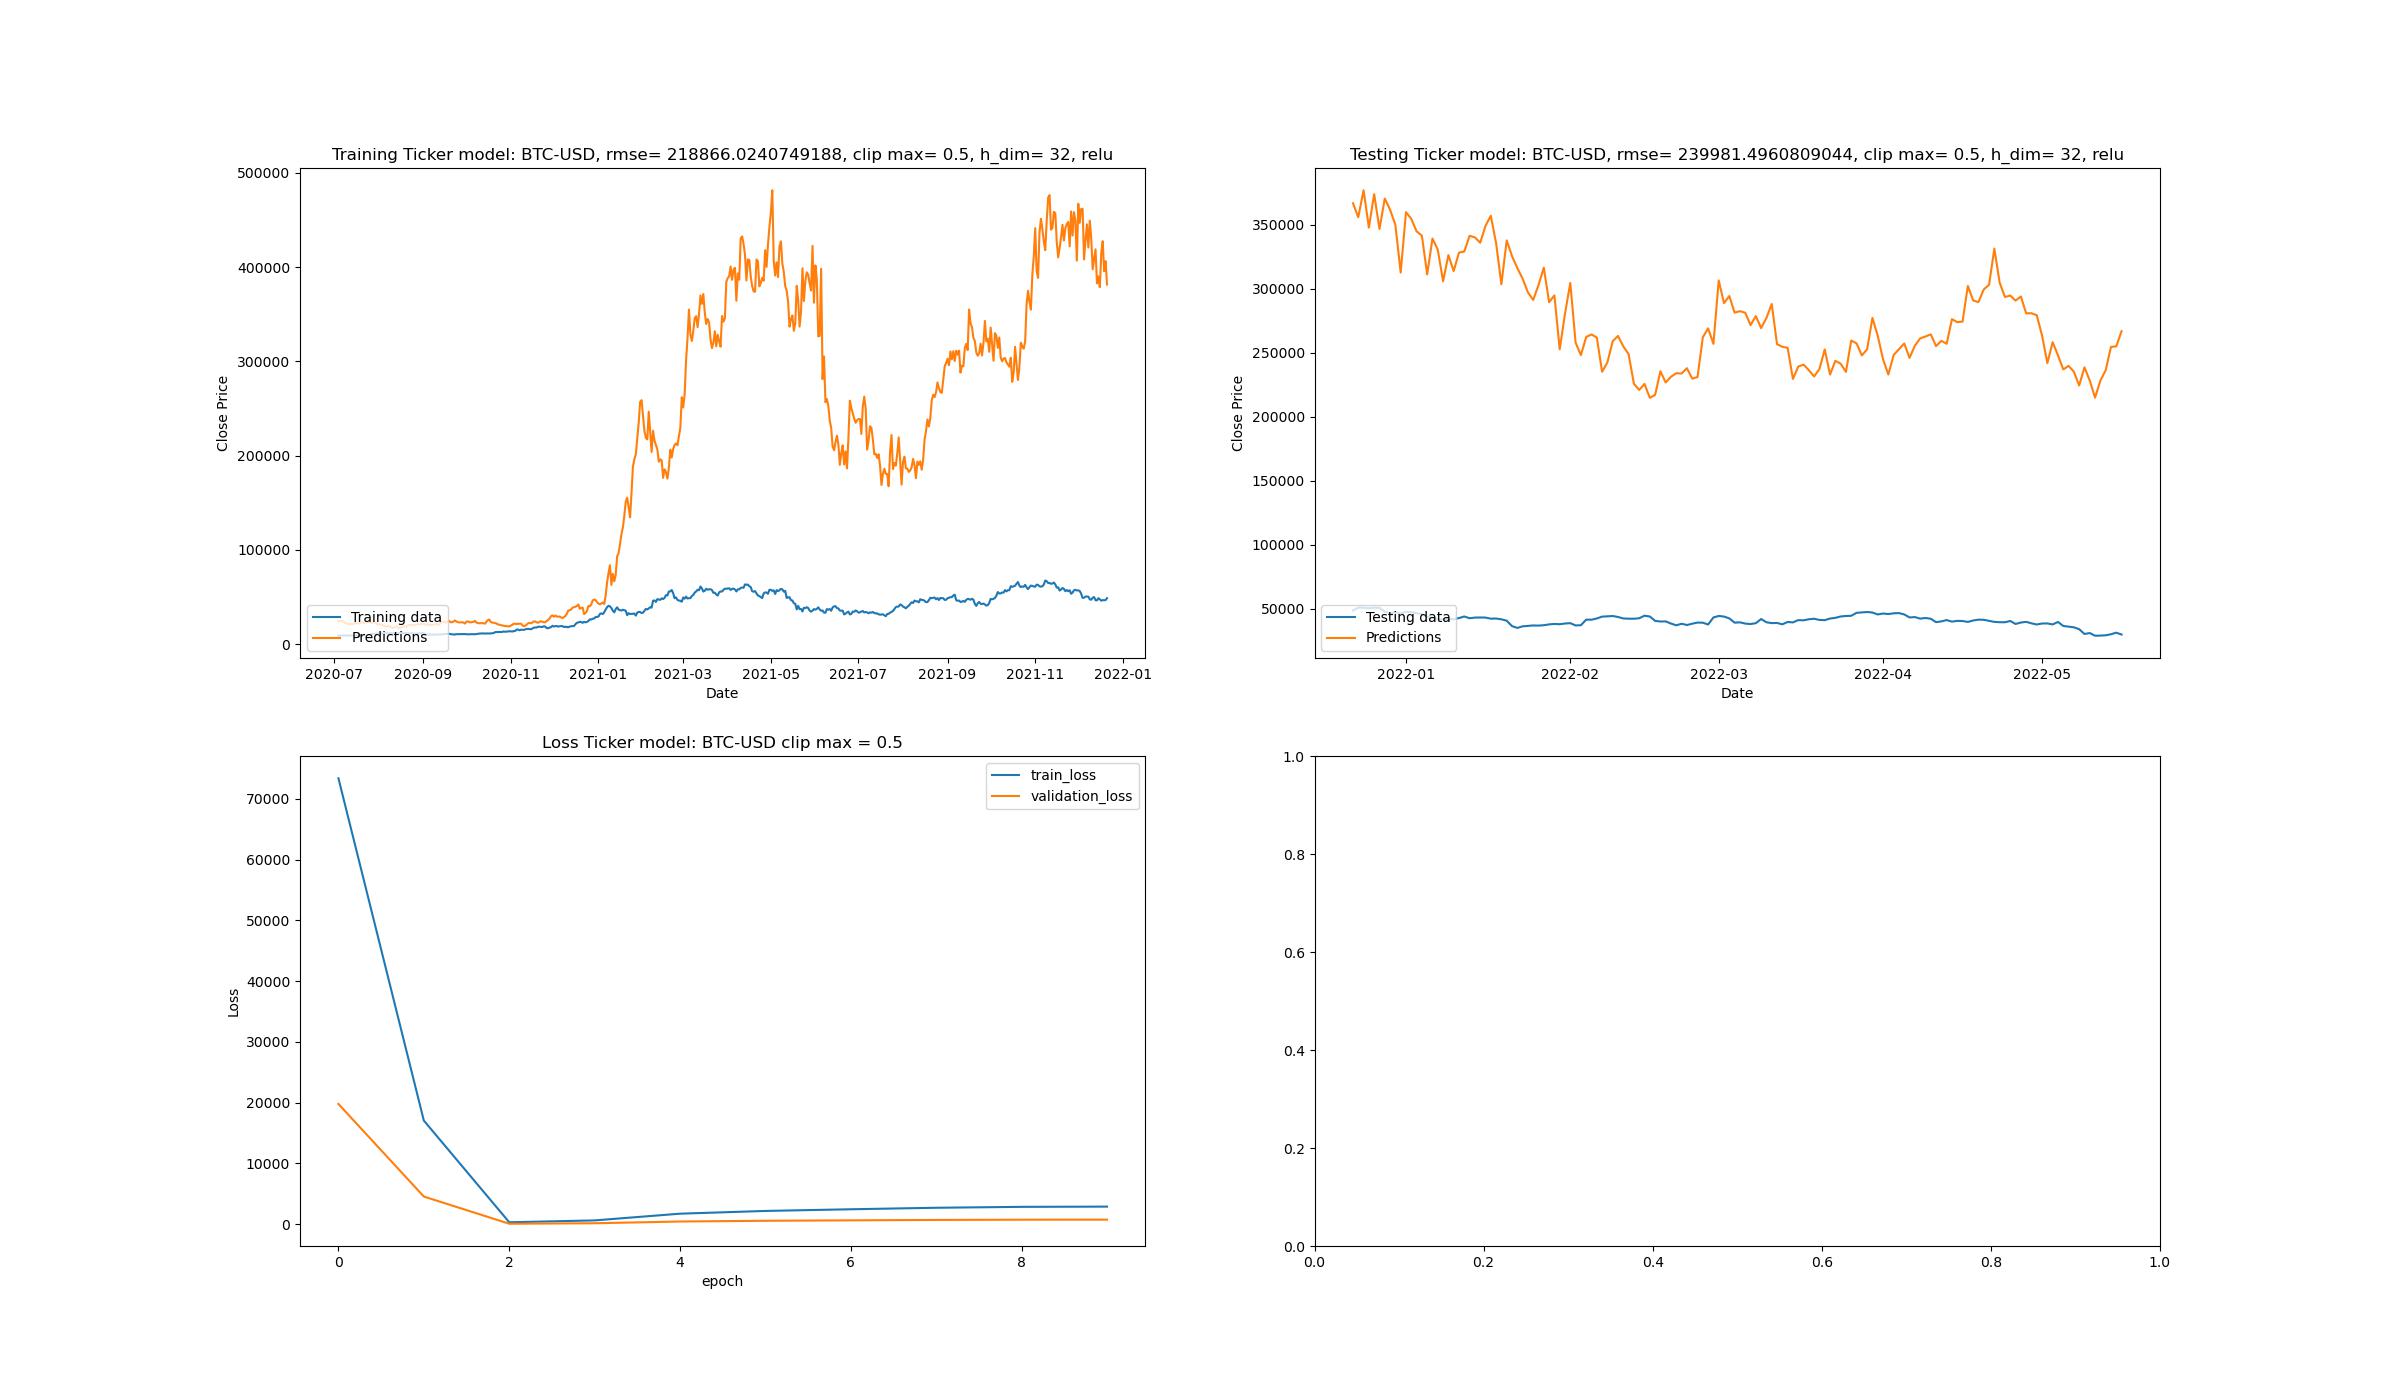 Training Ticker model: BTC-USD, rmse= 218866.0240749188, clip max= 0.5, h_dim= 32, relu
500000
400000
300000
200000
100000
0
Close Price
Training data
Predictions
2020-07 2020-09 2020-11 2021-01 2021-03 2021-05 2021-07 2021-09 2021-11 2022-01
Date
Testing Ticker model: BTC-USD, rmse= 239981.4960809044, clip max= 0.5, h_dim= 32, relu
350000
300000
250000
200000
150000
100000
50000
Close Price
Testing data
Predictions
2022-01 2022-02 2022-03 2022-04 2022-05
Date
Loss Ticker model: BTC-USD clip max = 0.5
train_loss
validation_loss
70000
60000
50000
40000
30000
20000
10000
0
Loss
0 2 4 6 8
epoch
1.0
0.8
0.6
0.4
0.2
0.0
0.0 0.2 0.4 0.6 0.8 1.0